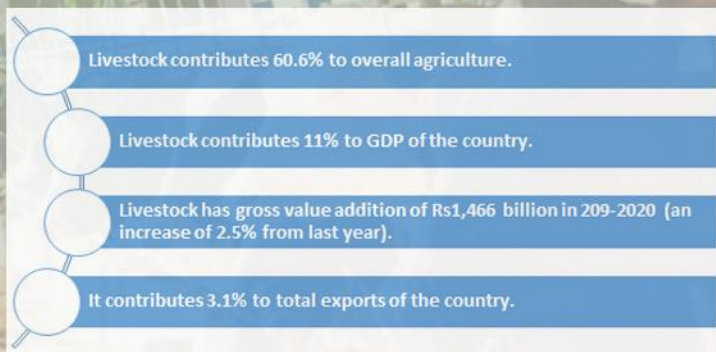 Livestock contributes 60.6% to overall agriculture.
Livestock contributes 11% to GDP of the country.
Livestock has gross value addition of Rs1,466 billion in 209-2020 (an
increase of 2.5% from last year).
It contributes 3.1% to total exports of the country.